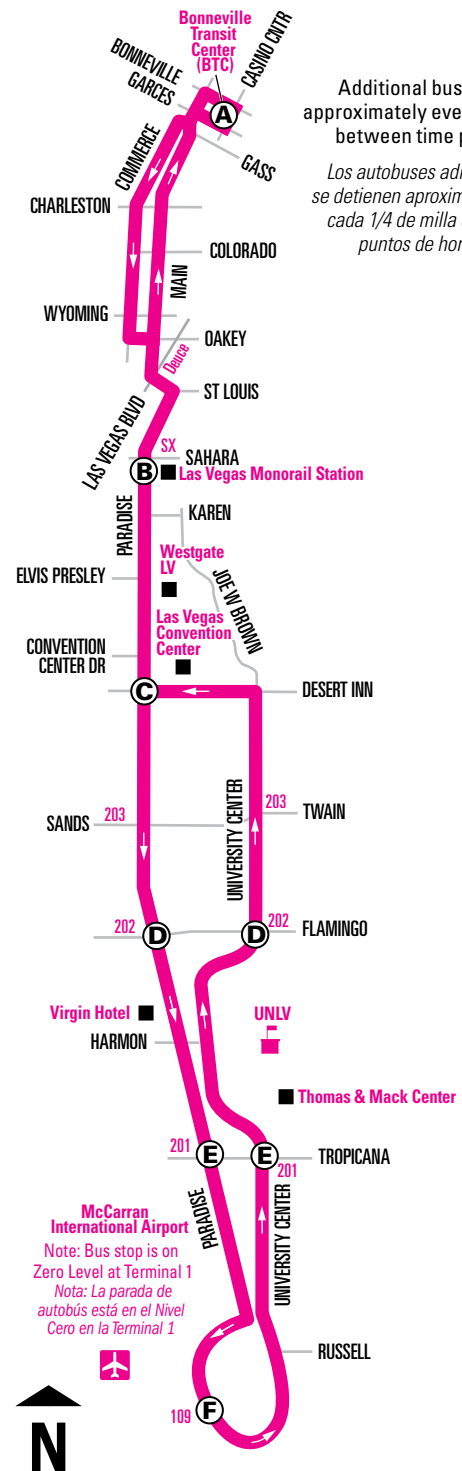 Bonneville
Transit
Center
(BTC)
BONNEVILLE
GARCES
CASINO CNTR
A
GASS
COMMERCE
Additional bus
approximately eve
between time p
Los autobuses adi
se detienen aproxim
cada 1/4 de milla
puntos de hor
CHARLESTON
COLORADO
MAIN
WYOMING
OAKEY
Deuce
ST LOUIS
LAS VEGAS BLVD
SX
SAHARA
B
Las Vegas Monorail Station
PARADISE
KAREN
Westgate
LV
ELVIS PRESLEY
JOE W BROWN
Las Vegas
Convention
Center
CONVENTION
CENTER DR
C
DESERT INN
SANDS
203
UNIVERSITY CENTER
203
TWAIN
202
D
D
202
FLAMINGO
Virgin Hotel
UNLV
HARMON
Thomas & Mack Center
201
E
E
201
TROPICANA
McCarran
International Airport
Note: Bus stop is on
Zero Level at Terminal 1
Nota: La parada de
autobús está en el Nivel
Cero en la Terminal 1
PARADISE
UNIVERSITY CENTER
RUSSELL
109
F
N